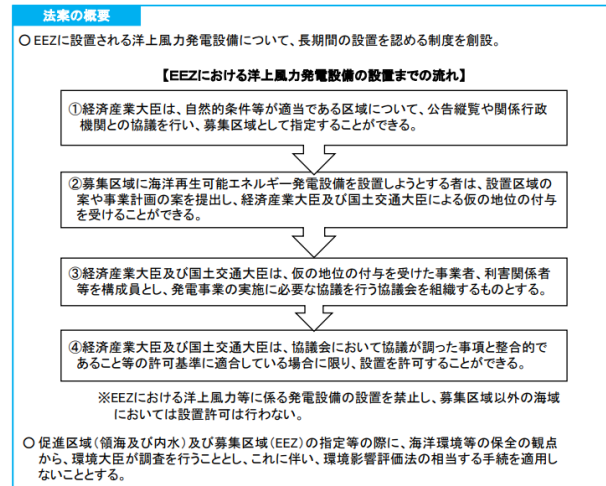 法案の概要
○ EEZに設置される洋上風力発電設備について、長期間の設置を認める制度を創設。
【EEZにおける洋上風力発電設備の設置までの流れ】
①経済産業大臣は、自然的条件等が適当である区域について、公告縦覧や関係行政
機関との協議を行い、募集区域として指定することができる。
②募集区域に海洋再生可能エネルギー発電設備を設置しようとする者は、設置区域の
案や事業計画の案を提出し、経済産業大臣及び国土交通大臣による仮の地位の付与
を受けることができる。
③経済産業大臣及び国土交通大臣は、仮の地位の付与を受けた事業者、利害関係者
等を構成員とし、発電事業の実施に必要な協議を行う協議会を組織するものとする。
④経済産業大臣及び国土交通大臣は、協議会において協議が調った事項と整合的で
あること等の許可基準に適合している場合に限り、設置を許可することができる。
※EEZにおける洋上風力等に係る発電設備の設置を禁止し、募集区域以外の海域
においては設置許可は行わない。
○ 促進区域(領海及び内水)及び募集区域(EEZ)の指定等の際に、海洋環境等の保全の観点
から、環境大臣が調査を行うこととし、これに伴い、環境影響評価法の相当する手続を適用し
ないこととする。